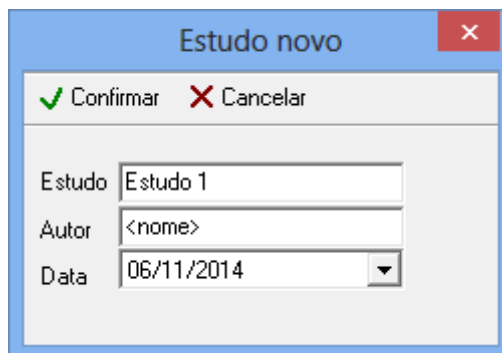 Estudo novo
Confirmar Cancelar
Estudo Estudo 1
Autor <nome>
Data 06/11/2014